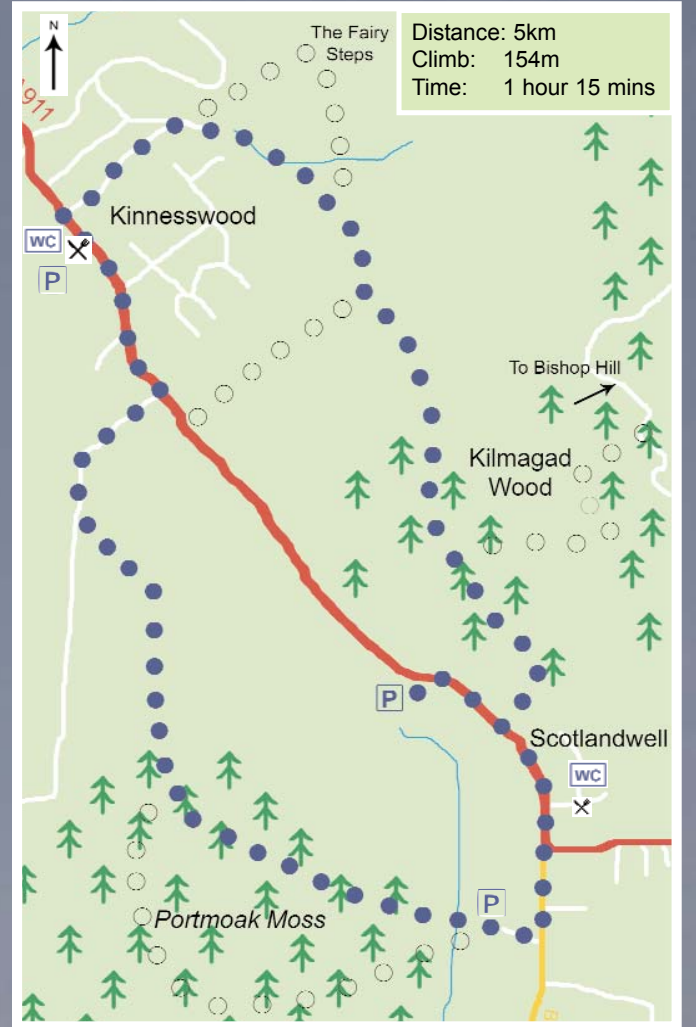 N
The Fairy
Steps
Distance: 5km
Climb: 154m
Time: 1 hour 15 mins
911
Kinnesswood
WC
P
To Bishop Hill
Kilmagad
Wood
P
Scotlandwell
WC
P
Portmoak Moss
B